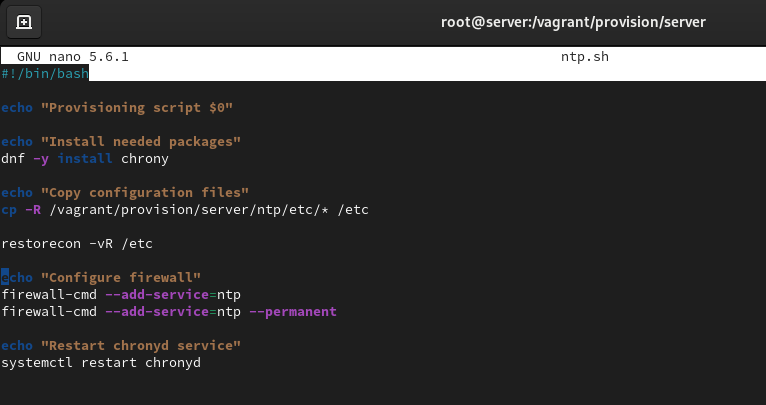 root@server:/vagrant/provision/server
GNU nano 5.6.1 ntp.sh
#!/bin/bash
echo "Provisioning script $0"
echo "Install needed packages"
dnf -y install chrony
echo "Copy configuration files"
cp -R /vagrant/provision/server/ntp/etc/* /etc
restorecon -vR /etc
echo "Configure firewall"
firewall-cmd --add-service=ntp
firewall-cmd --add-service=ntp --permanent
echo "Restart chronyd service"
systemctl restart chronyd